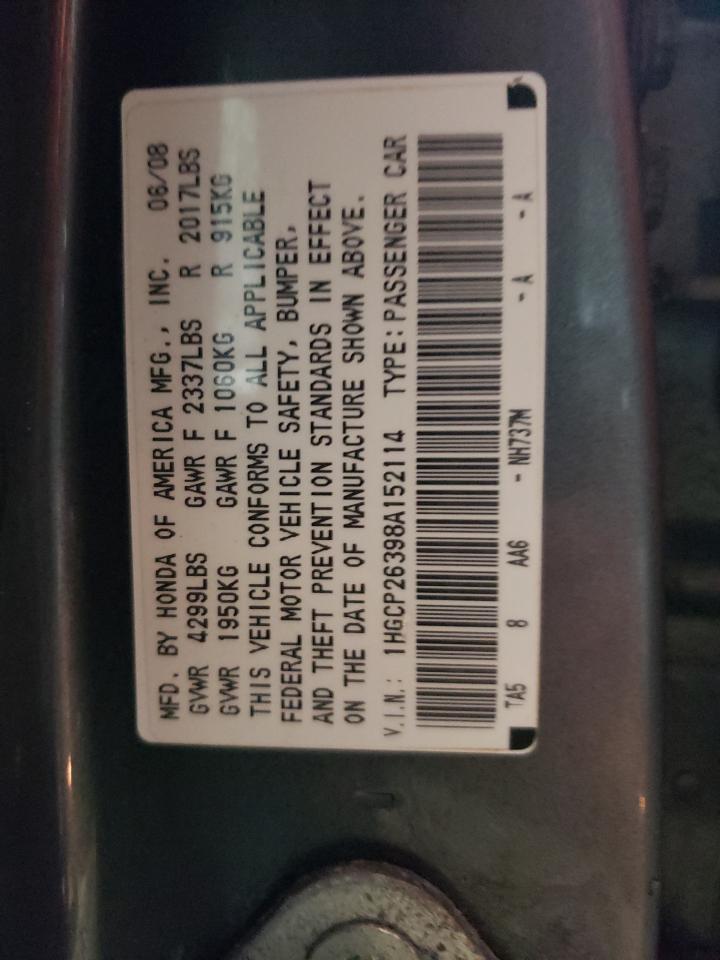 MFD. BY HONDA OF AMERICA MFG., INC. 06/08
GVWR 4299LBS GAWR F 2337LBS R 2017LBS
GVWR 1950KG GAWR F 1060KG R 915KG
THIS VEHICLE CONFORMS TO ALL APPLICABLE
FEDERAL MOTOR VEHICLE SAFETY, BUMPER,
AND THEFT PREVENTION STANDARDS IN EFFECT
ON THE DATE OF MANUFACTURE SHOWN ABOVE.
V.I.N.: 1HGCP26398A152114 TYPE: PASSENGER CAR
TA5 8 AA6 - NH737M - A - A